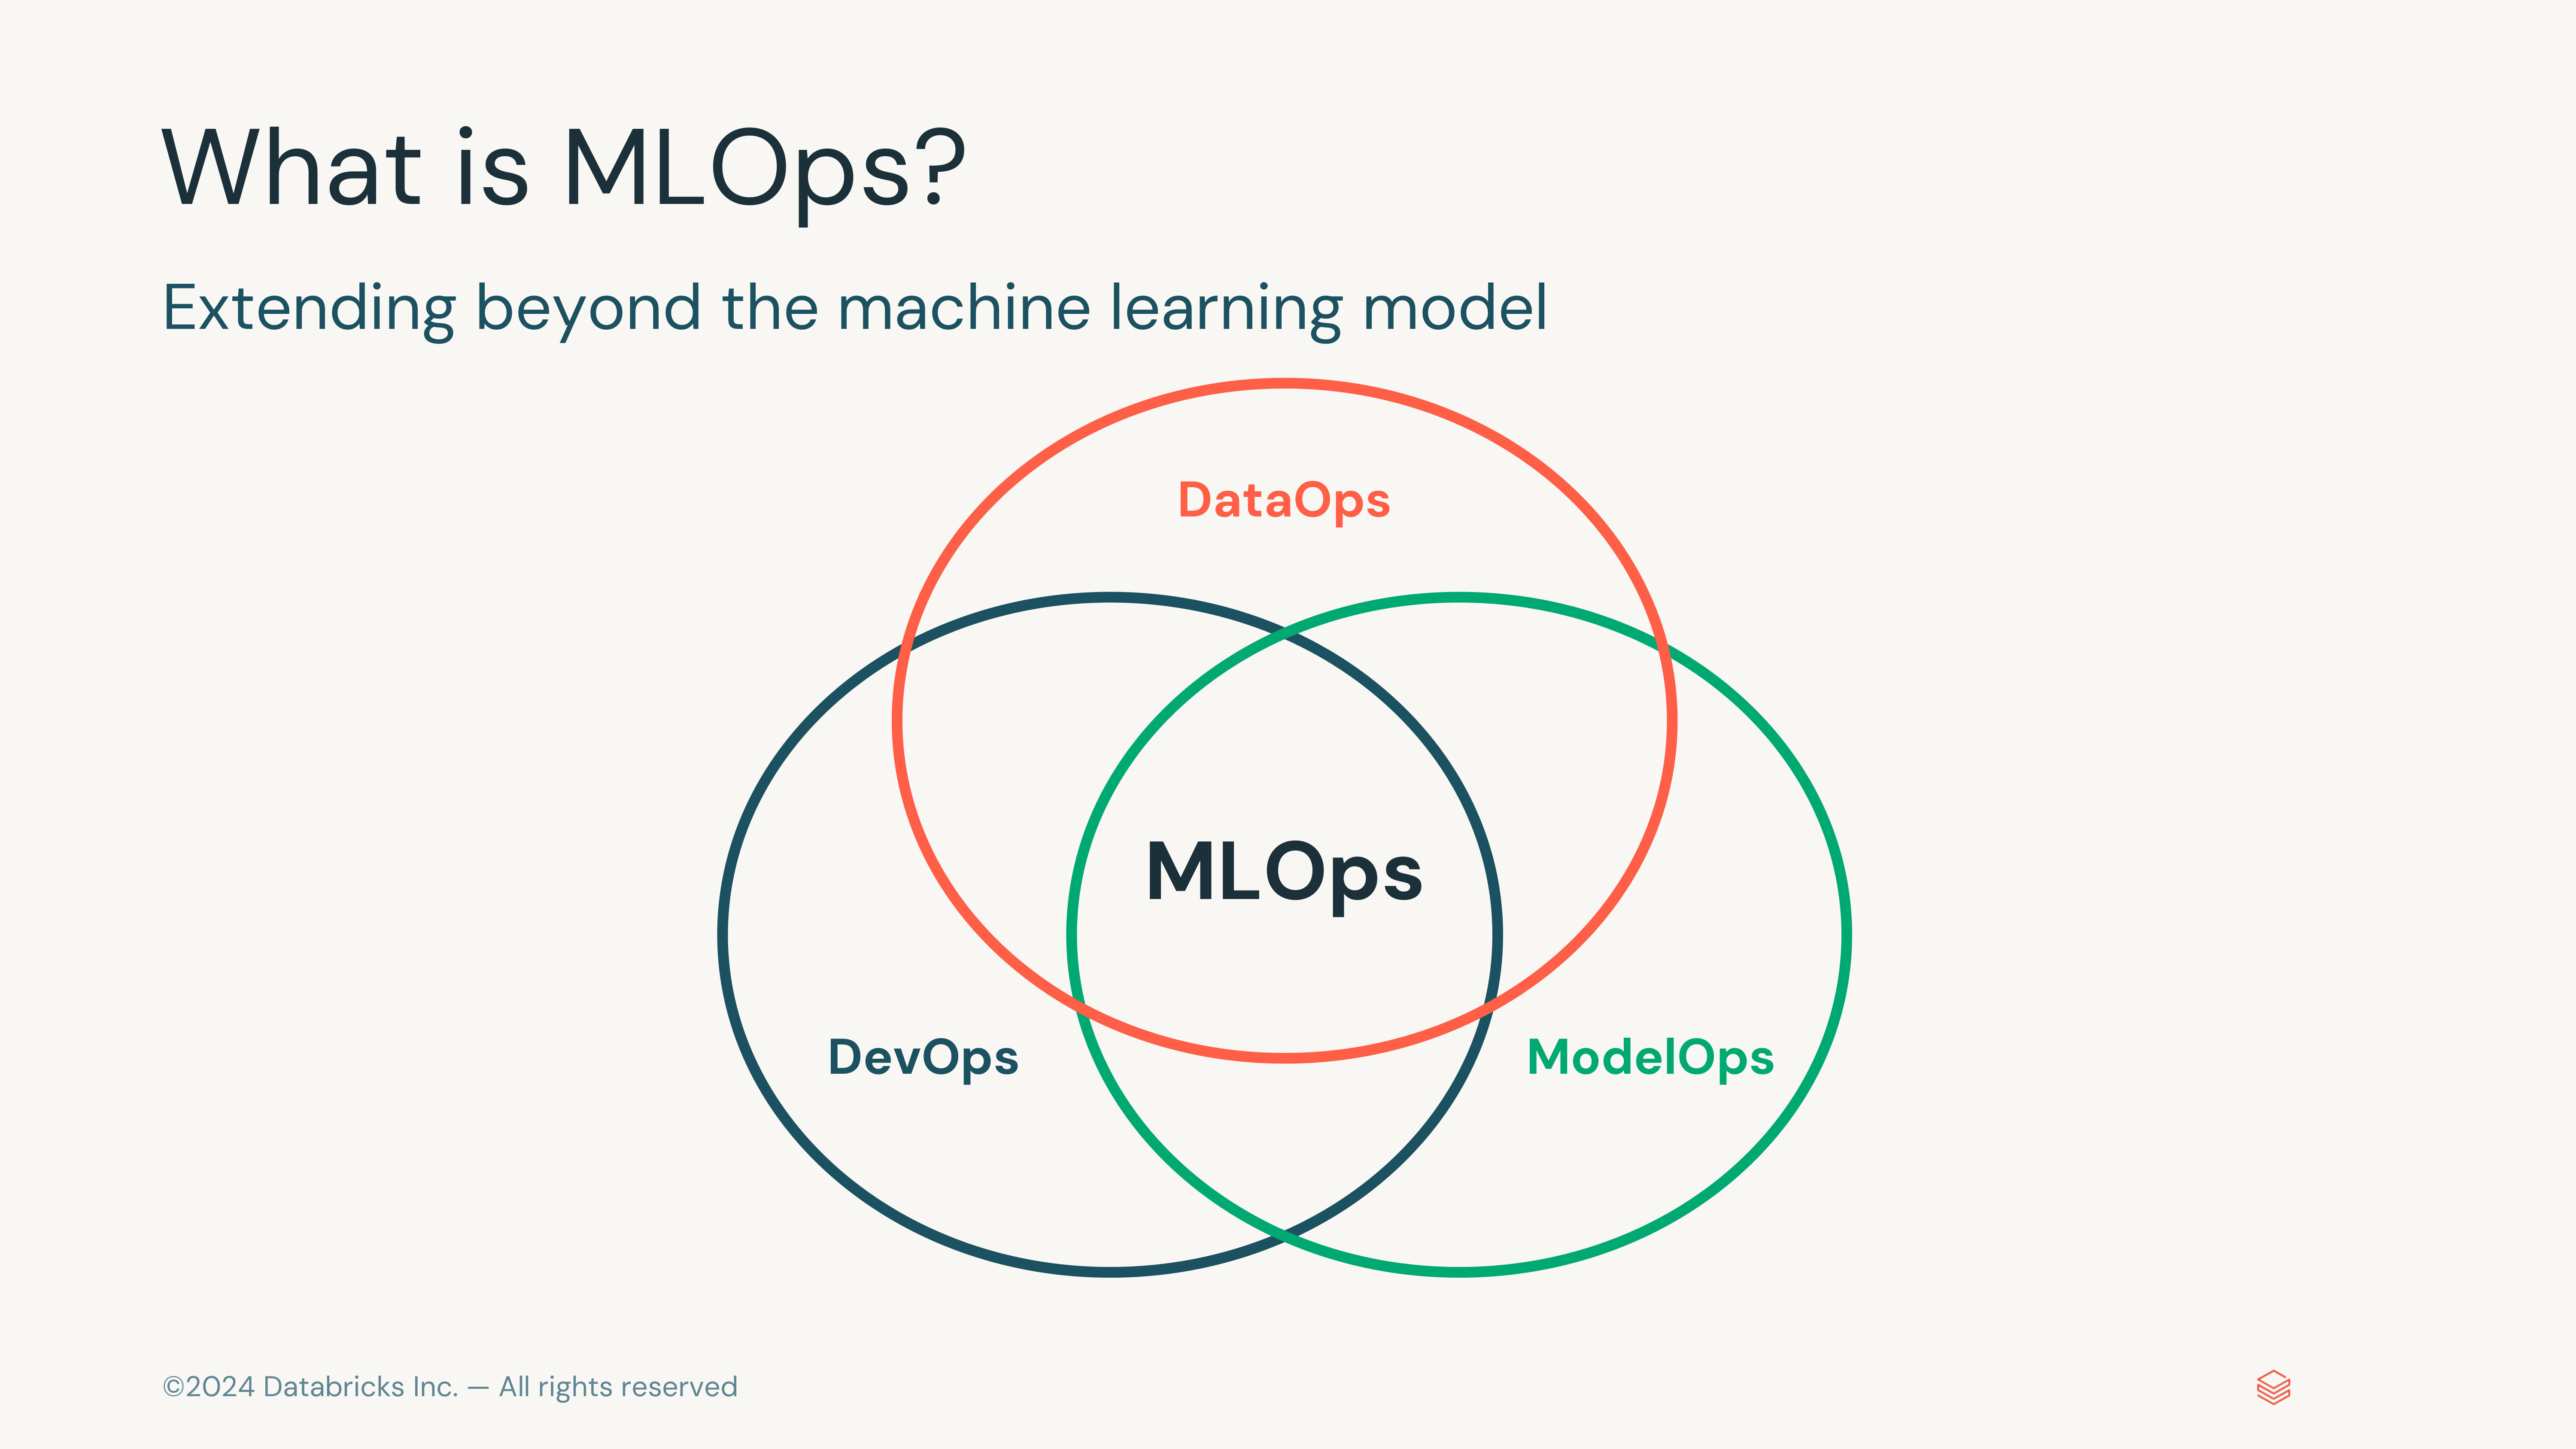 What is MLOps?
Extending beyond the machine learning model
DataOps
MLOps
DevOps
ModelOps
©2024 Databricks Inc. — All rights reserved